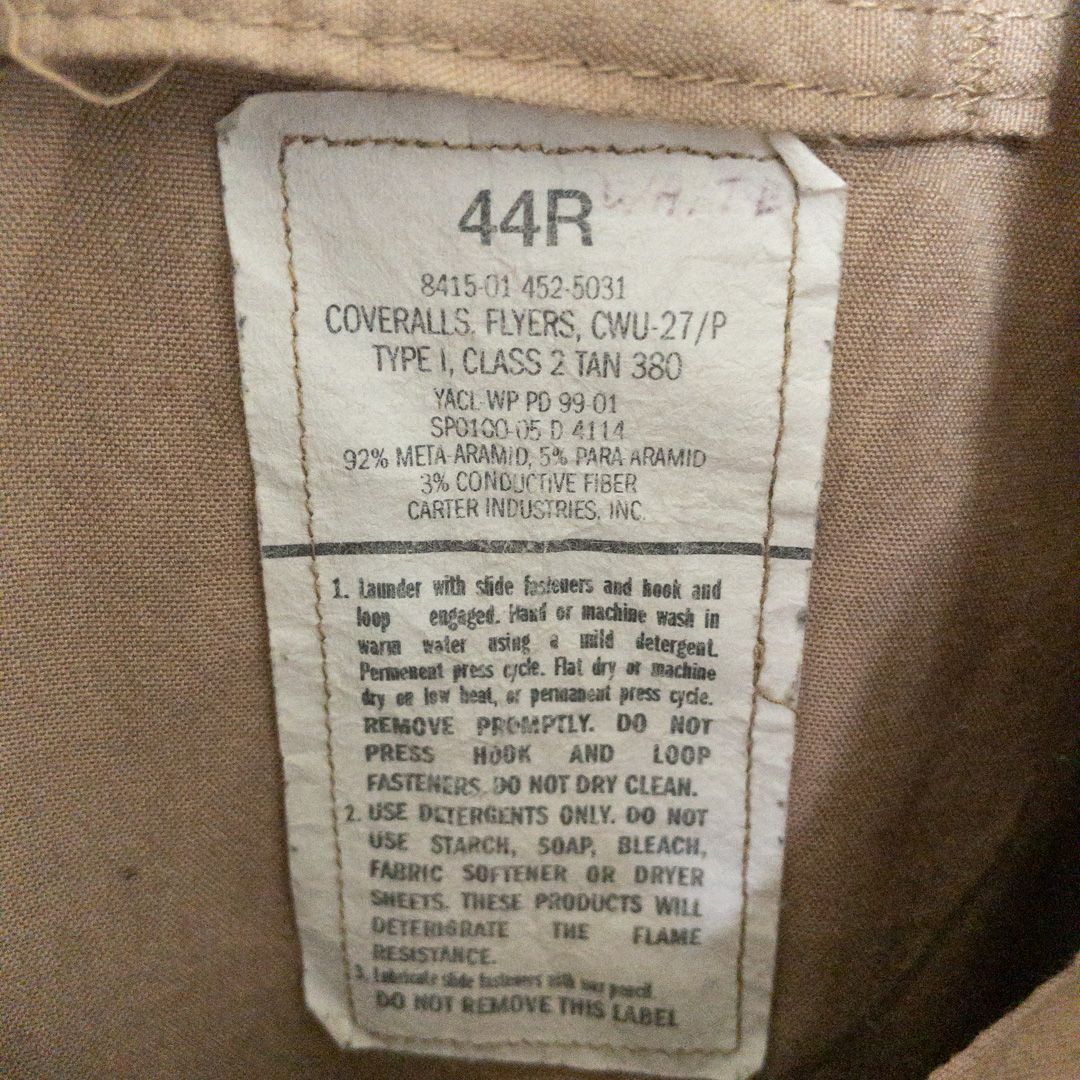 44R
8415-01 452-5031
COVERALLS, FLYERS, CWU-27/P
TYPE I, CLASS 2 TAN 380
YACL-WP PD 99-01
SP0100-05 D 4114
92% META-ARAMID, 5% PARA ARAMID
3% CONDUCTIVE FIBER
CARTER INDUSTRIES, INC.
1. Launder with slide fasteners and hook and
loop engaged. Hand or machine wash in
warm water using a mild detergent.
Permenent press cycle. Flat dry or machine
dry on low heat, or permanent press cycle.
REMOVE PROMPTLY. DO NOT
PRESS HOOK AND LOOP
FASTENERS. DO NOT DRY CLEAN.
2. USE DETERGENTS ONLY. DO NOT
USE STARCH, SOAP, BLEACH,
FABRIC SOFTENER OR DRYER
SHEETS. THESE PRODUCTS WILL
DETERIORATE THE FLAME
RESISTANCE.
3. Lubricate slide fasteners with wax pencil.
DO NOT REMOVE THIS LABEL